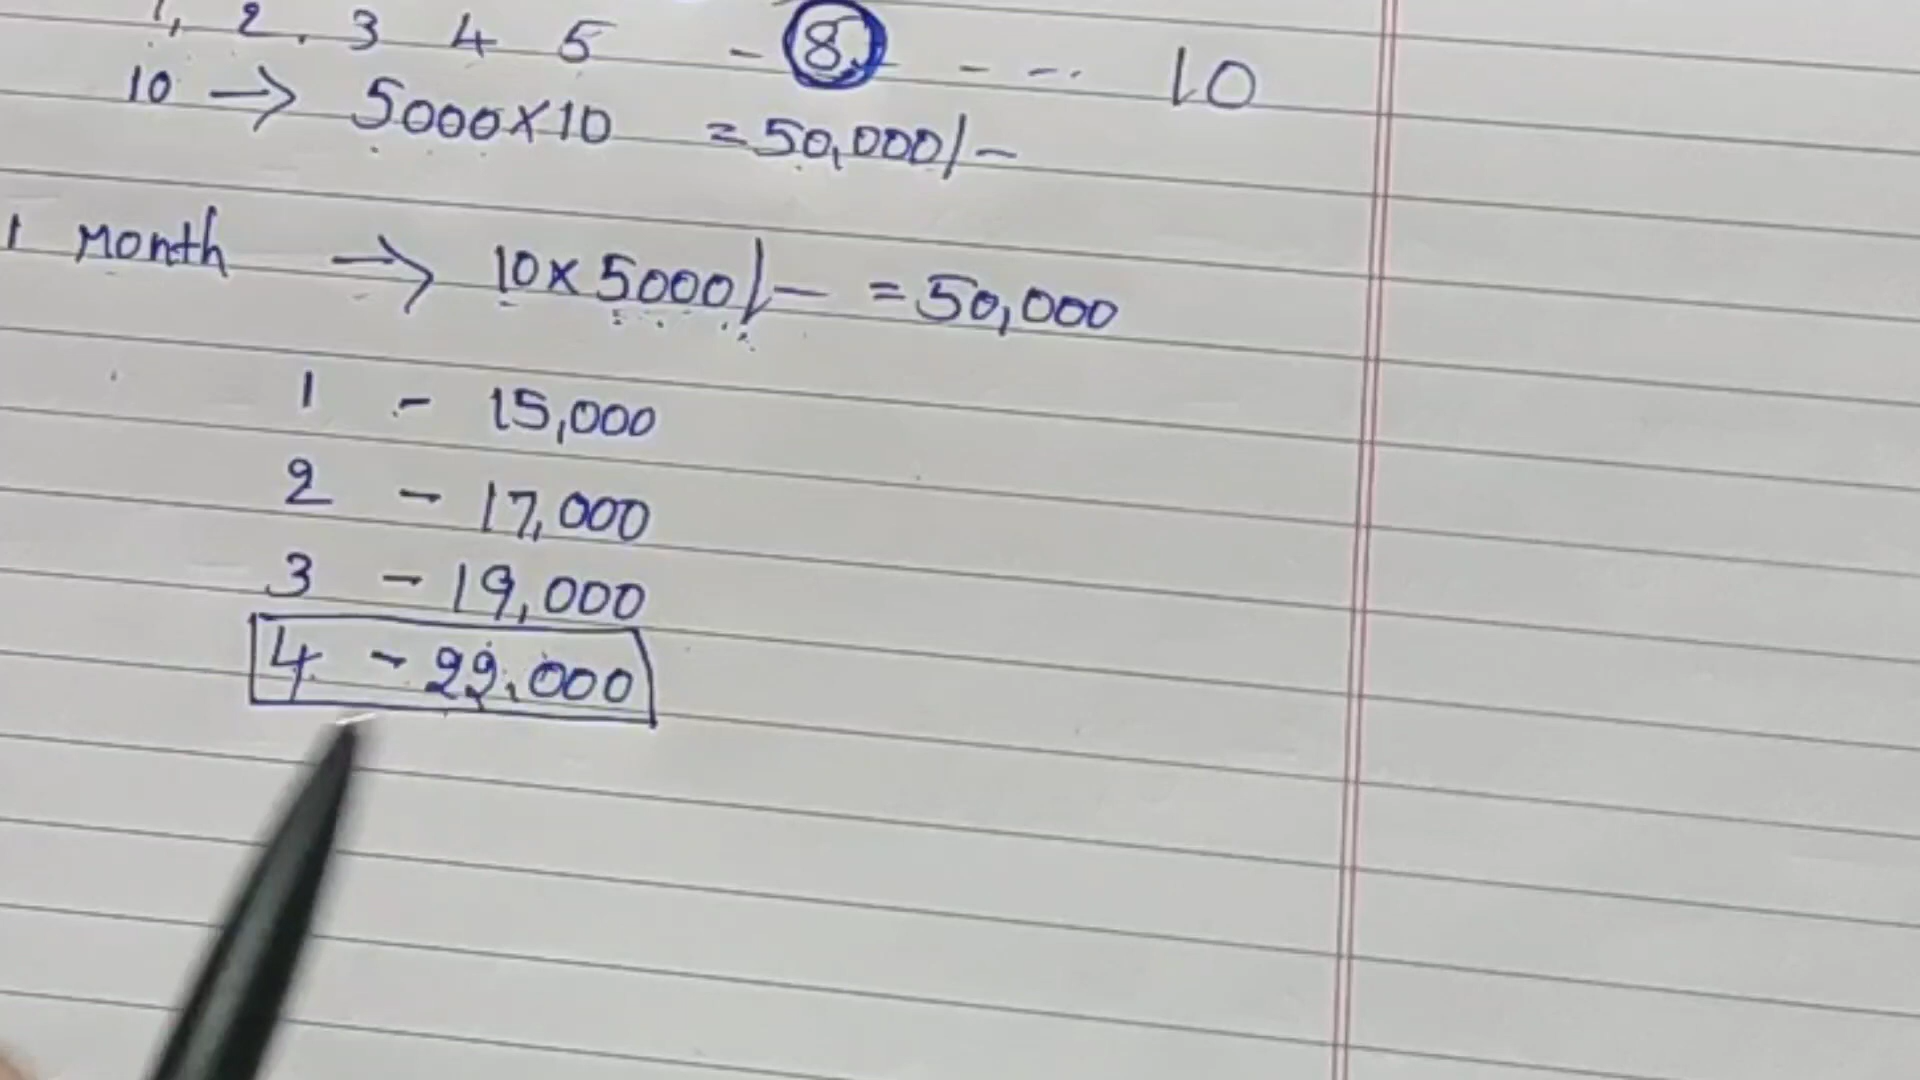 1, 2, 3 4 5 - 8 - -.. 10
10 → 5000×10 = 50,000/-
1 Month → 10×5000/- = 50,000
1 - 15,000
2 - 17,000
3 - 19,000
4 - 22,000